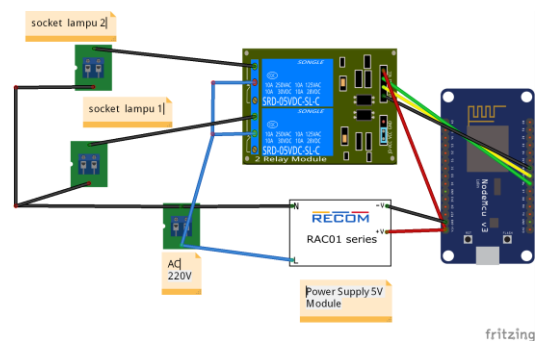 socket lampu 2
SONGLE
10A 250VAC 10A 125VAC
10A 30VDC 10A 28VDC
SRD-05VDC-SL-C
socket lampu 1
SONGLE
10A 250VAC 10A 125VAC
10A 30VDC 10A 28VDC
SRD-05VDC-SL-C
2 Relay Module
NodeMcu v3
N
-V
RECOM
+V
RAC01 series
L
AC
220V
Power Supply 5V
Module
fritzing